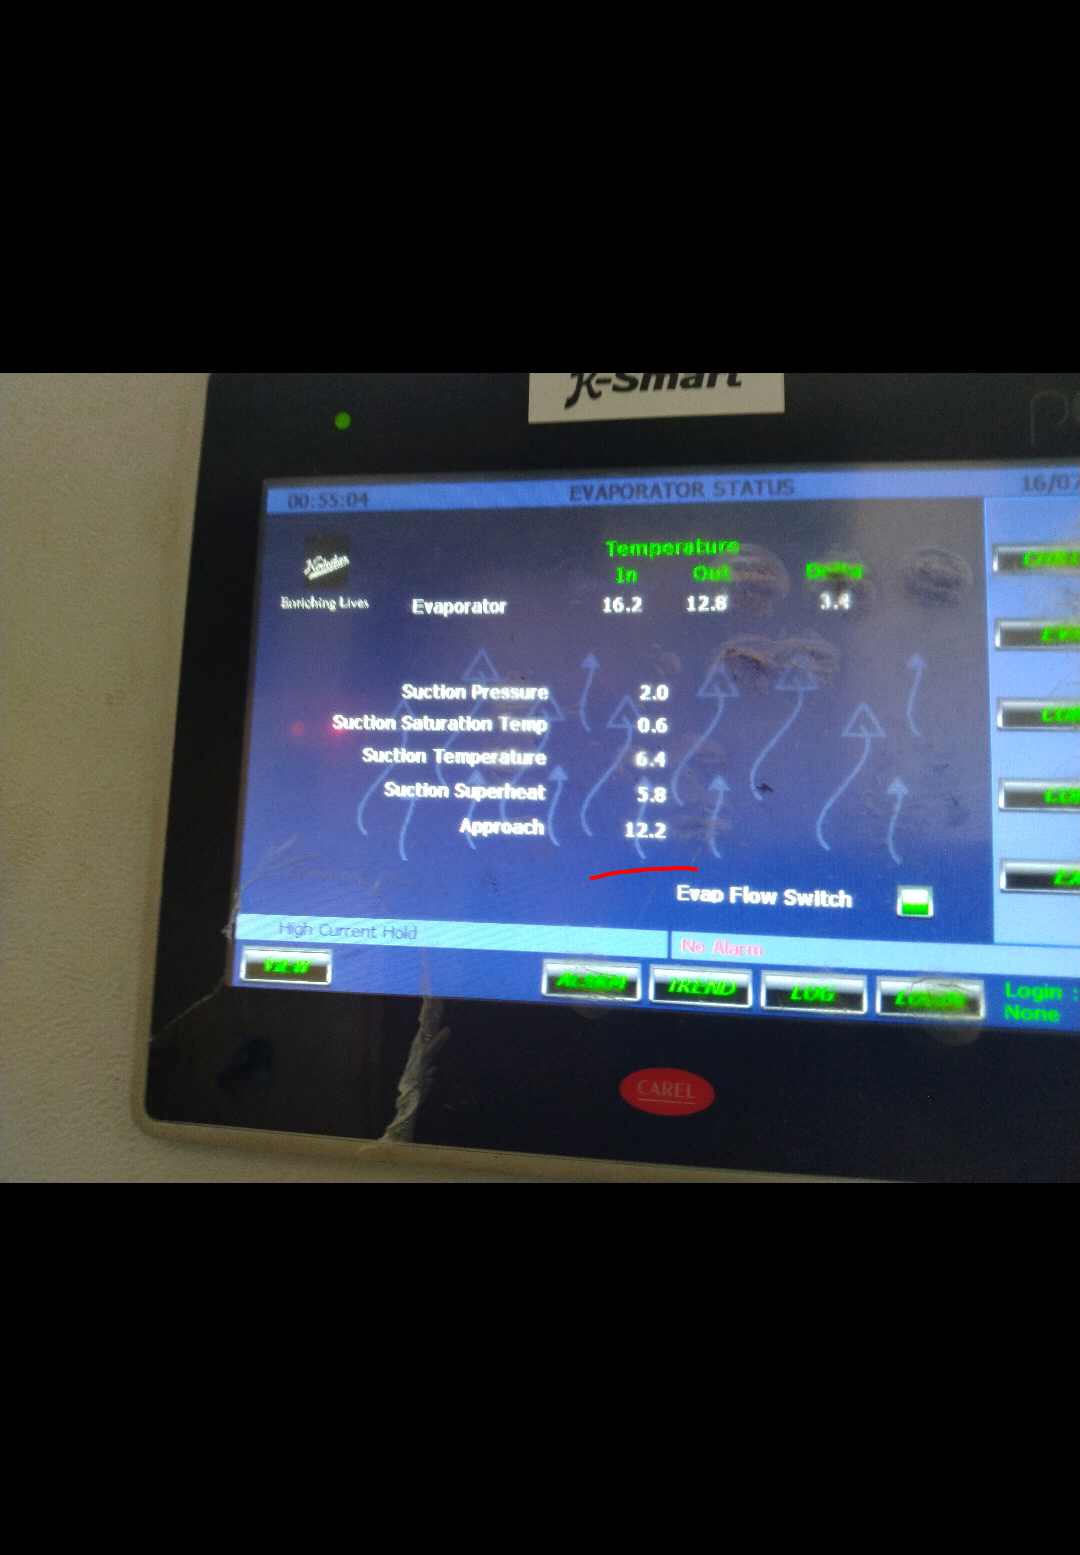 K-Smart
00:55:04 EVAPORATOR STATUS 16/07
Temperature
In Out Delta
Enriching Lives Evaporator 16.2 12.8 3.4
Suction Pressure 2.0
Suction Saturation Temp 0.6
Suction Temperature 6.4
Suction Superheat 5.8
Approach 12.2
Evap Flow Switch
High Current Hold No Alarm
VIEW ALARM TREND LOG Login :
None
CAREL